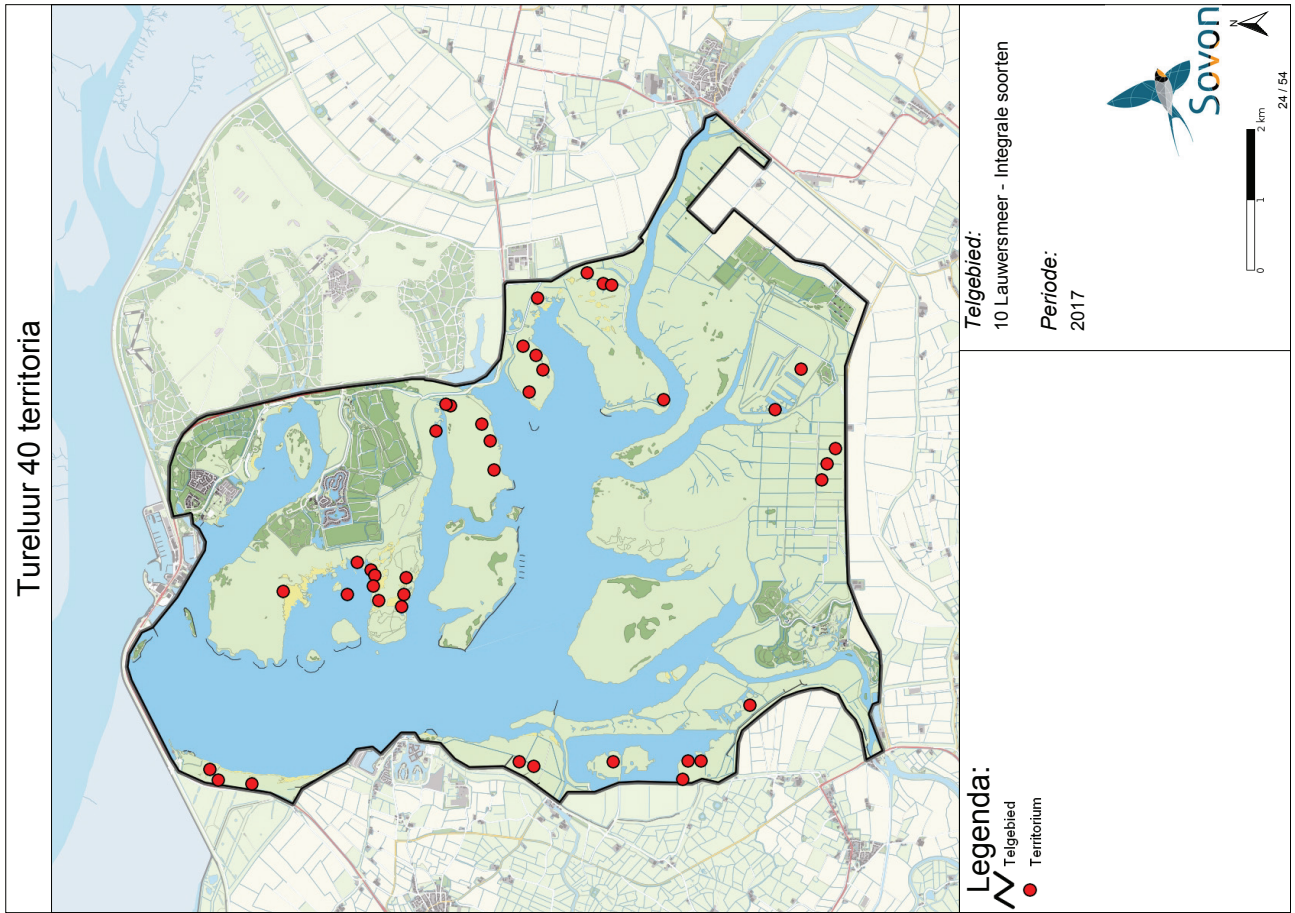 Tureluur 40 territoria
Legenda:
Telgebied
Territorium
Telgebied:
10 Lauwersmeer - Integrale soorten
Periode:
2017
Sovon
N
0 1 2 km
24 / 54